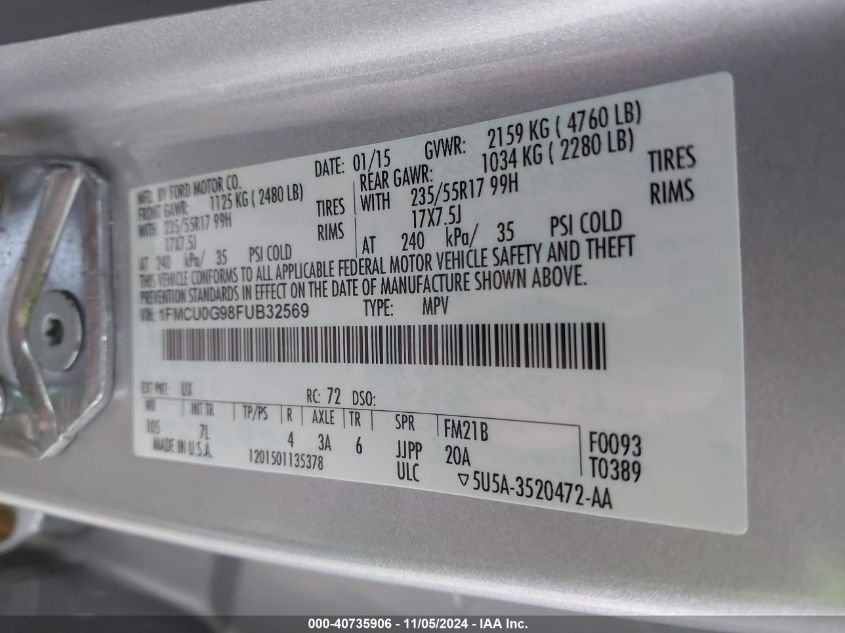 MFD. BY FORD MOTOR CO.
DATE: 01/15 GVWR: 2159 KG ( 4760 LB)
FRONT GAWR: 1125 KG ( 2480 LB)
WITH 235/55R17 99H TIRES
17X7.5J RIMS
AT 240 kPa/ 35 PSI COLD
REAR GAWR: 1034 KG ( 2280 LB)
WITH 235/55R17 99H TIRES
17X7.5J RIMS
AT 240 kPa/ 35 PSI COLD
THIS VEHICLE CONFORMS TO ALL APPLICABLE FEDERAL MOTOR VEHICLE SAFETY AND THEFT
PREVENTION STANDARDS IN EFFECT ON THE DATE OF MANUFACTURE SHOWN ABOVE.
VIN: 1FMCU0G98FUB32569 TYPE: MPV
EXT PNT: UX RC: 72 DSO:
WB INT TR TP/PS R AXLE TR SPR FM21B
105 7L 4 3A 6 JJPP 20A F0093
MADE IN U.S.A. 1201501135378 ULC T0389
▽5U5A-3520472-AA
000-40735906 - 11/05/2024 - IAA Inc.